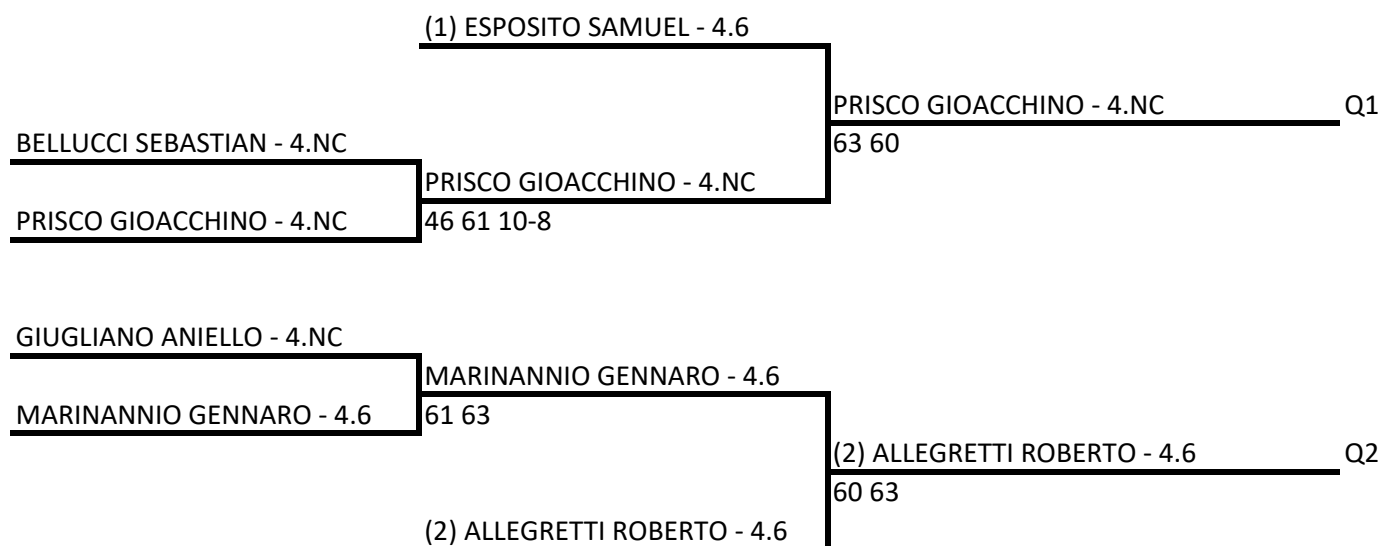 (1) ESPOSITO SAMUEL - 4.6
PRISCO GIOACCHINO - 4.NC Q1
BELLUCCI SEBASTIAN - 4.NC 63 60
PRISCO GIOACCHINO - 4.NC
PRISCO GIOACCHINO - 4.NC 46 61 10-8
GIUGLIANO ANIELLO - 4.NC
MARINANNIO GENNARO - 4.6
MARINANNIO GENNARO - 4.6 61 63
(2) ALLEGRETTI ROBERTO - 4.6 Q2
60 63
(2) ALLEGRETTI ROBERTO - 4.6